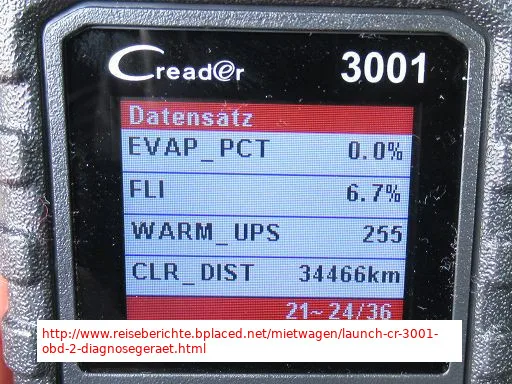 Creader 3001
Datensatz
EVAP_PCT 0.0%
FLI 6.7%
WARM_UPS 255
CLR_DIST 34466km
21~24/36
http://www.reiseberichte.bplaced.net/mietwagen/launch-cr-3001-
obd-2-diagnosegeraet.html